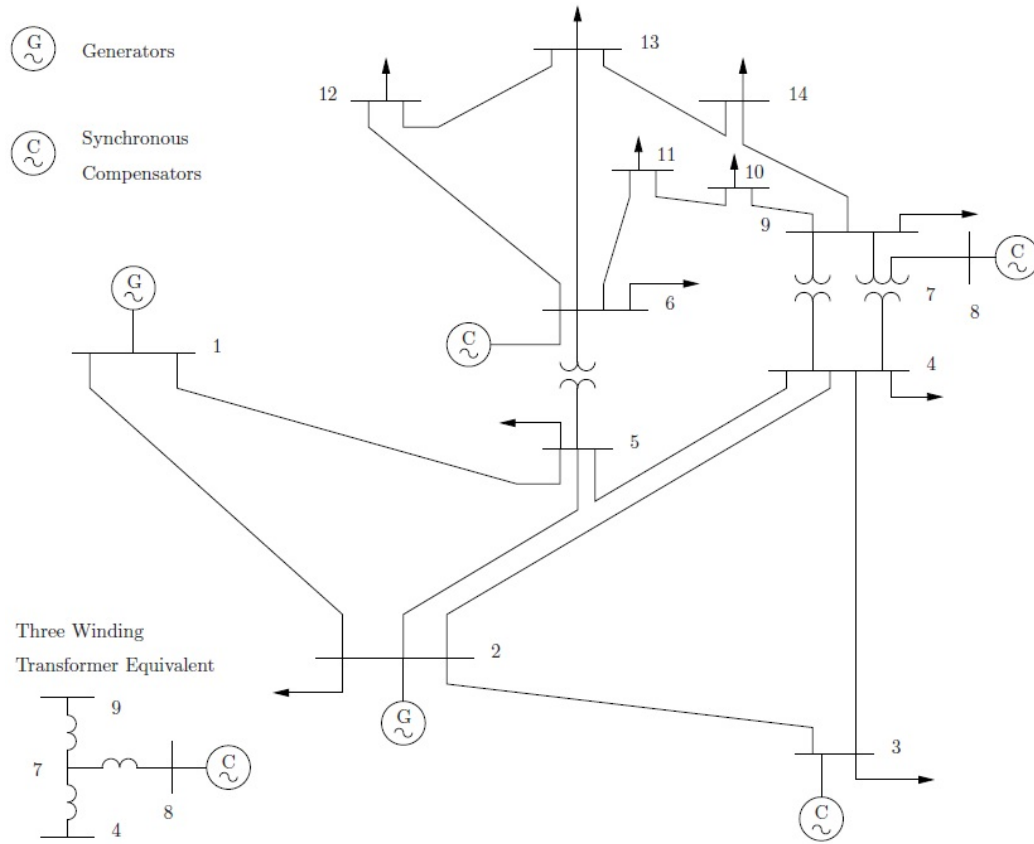 G
Generators
C
Synchronous
Compensators
13
12
14
11
10
9
G
C
7
8
6
C
1
4
5
2
G
3
C
Three Winding
Transformer Equivalent
9
7
C
8
4